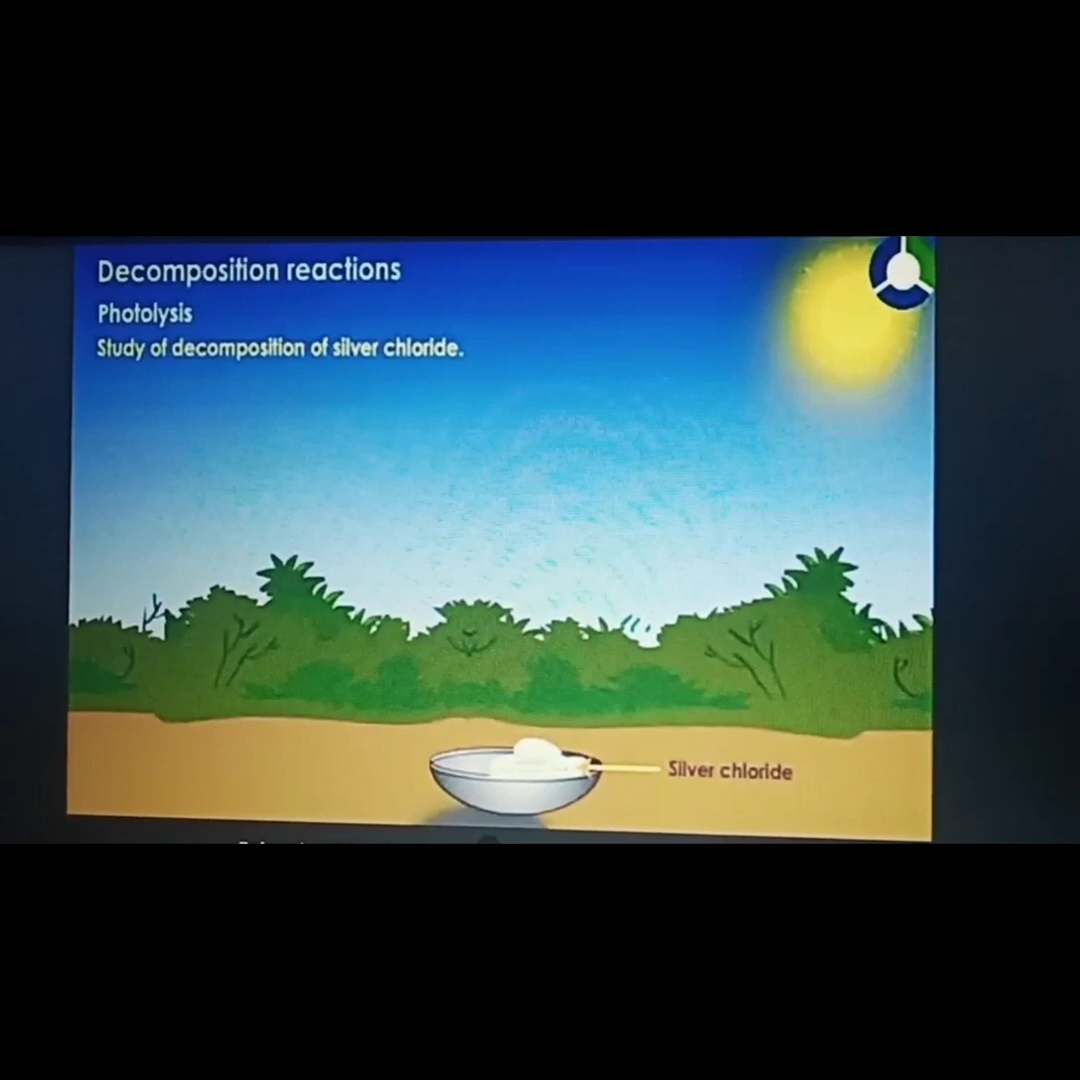 Decomposition reactions
Photolysis
Study of decomposition of silver chloride.
Silver chloride